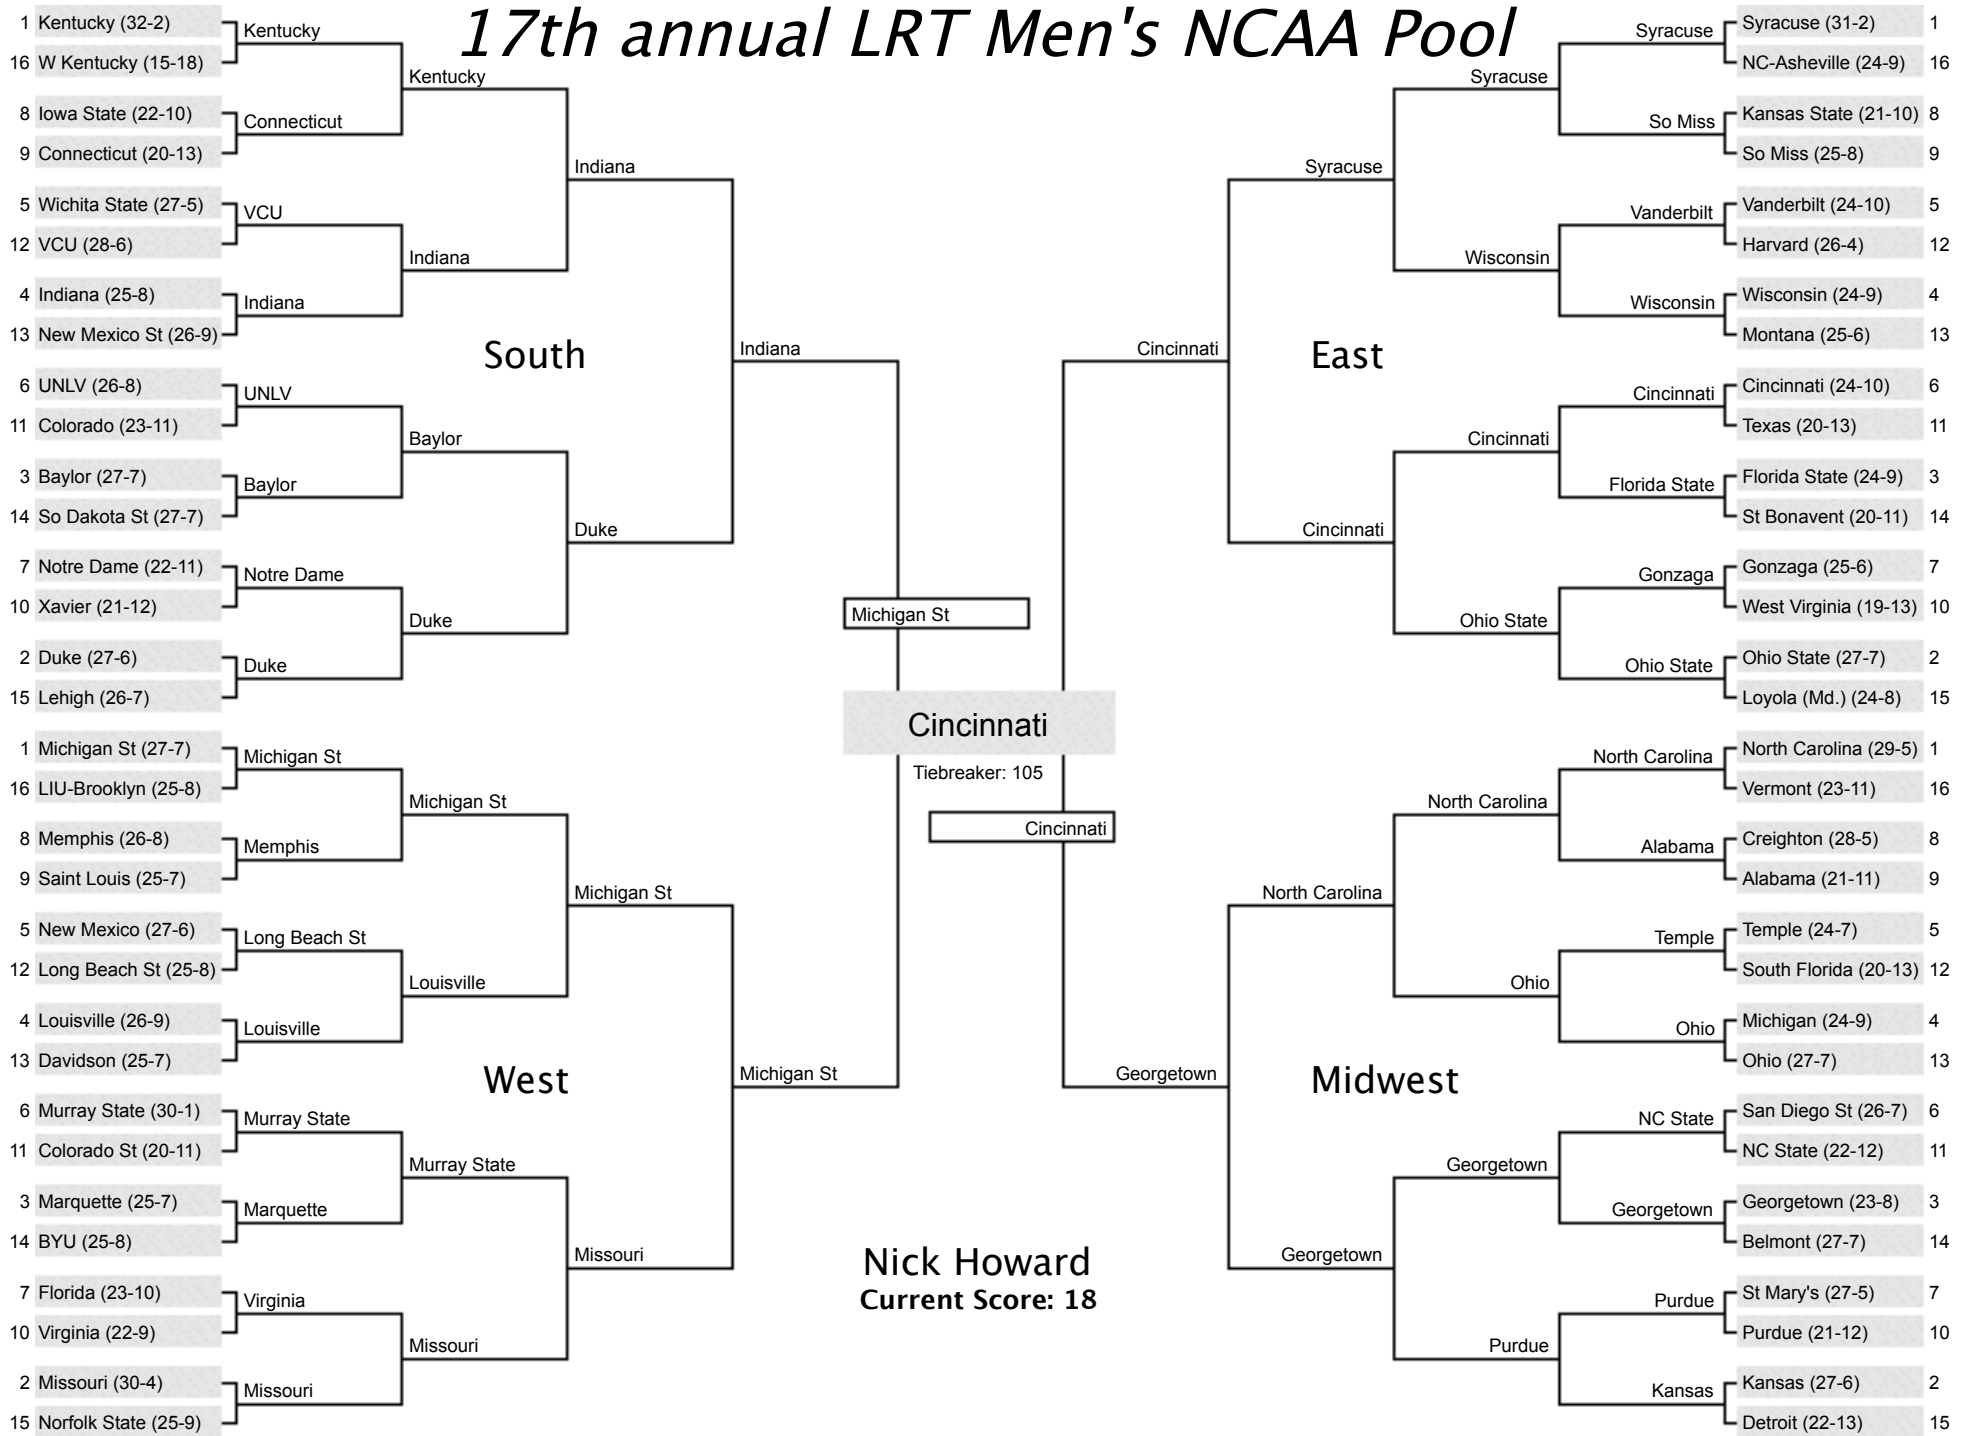 17th annual LRT Men's NCAA Pool
1 Kentucky (32-2)
16 W Kentucky (15-18)
8 Iowa State (22-10)
9 Connecticut (20-13)
5 Wichita State (27-5)
12 VCU (28-6)
4 Indiana (25-8)
13 New Mexico St (26-9)
6 UNLV (26-8)
11 Colorado (23-11)
3 Baylor (27-7)
14 So Dakota St (27-7)
7 Notre Dame (22-11)
10 Xavier (21-12)
2 Duke (27-6)
15 Lehigh (26-7)
Kentucky
Connecticut
VCU
Indiana
UNLV
Baylor
Notre Dame
Duke
Kentucky
Indiana
Baylor
Duke
Indiana
Duke
South
Indiana
1 Michigan St (27-7)
16 LIU-Brooklyn (25-8)
8 Memphis (26-8)
9 Saint Louis (25-7)
5 New Mexico (27-6)
12 Long Beach St (25-8)
4 Louisville (26-9)
13 Davidson (25-7)
6 Murray State (30-1)
11 Colorado St (20-11)
3 Marquette (25-7)
14 BYU (25-8)
7 Florida (23-10)
10 Virginia (22-9)
2 Missouri (30-4)
15 Norfolk State (25-9)
Michigan St
Memphis
Long Beach St
Louisville
Murray State
Marquette
Virginia
Missouri
Michigan St
Louisville
Murray State
Missouri
Michigan St
Missouri
West
Michigan St
Michigan St
Cincinnati
Tiebreaker: 105
Cincinnati
Nick Howard
Current Score: 18
Syracuse (31-2) 1
NC-Asheville (24-9) 16
Kansas State (21-10) 8
So Miss (25-8) 9
Vanderbilt (24-10) 5
Harvard (26-4) 12
Wisconsin (24-9) 4
Montana (25-6) 13
Cincinnati (24-10) 6
Texas (20-13) 11
Florida State (24-9) 3
St Bonavent (20-11) 14
Gonzaga (25-6) 7
West Virginia (19-13) 10
Ohio State (27-7) 2
Loyola (Md.) (24-8) 15
Syracuse
So Miss
Vanderbilt
Wisconsin
Cincinnati
Florida State
Gonzaga
Ohio State
Syracuse
Wisconsin
Cincinnati
Ohio State
Syracuse
Cincinnati
East
Cincinnati
North Carolina (29-5) 1
Vermont (23-11) 16
Creighton (28-5) 8
Alabama (21-11) 9
Temple (24-7) 5
South Florida (20-13) 12
Michigan (24-9) 4
Ohio (27-7) 13
San Diego St (26-7) 6
NC State (22-12) 11
Georgetown (23-8) 3
Belmont (27-7) 14
St Mary's (27-5) 7
Purdue (21-12) 10
Kansas (27-6) 2
Detroit (22-13) 15
North Carolina
Alabama
Temple
Ohio
NC State
Georgetown
Purdue
Kansas
North Carolina
Ohio
Georgetown
Purdue
North Carolina
Georgetown
Midwest
Georgetown